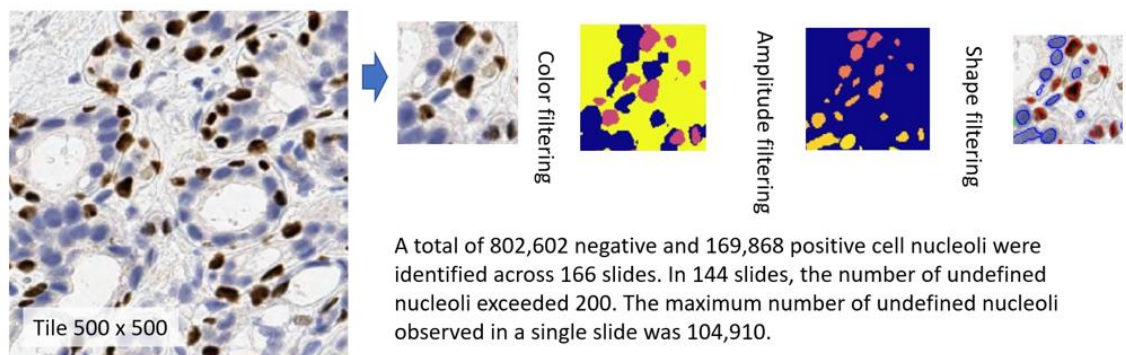 Color filtering
Amplitude filtering
Shape filtering
A total of 802,602 negative and 169,868 positive cell nucleoli were
identified across 166 slides. In 144 slides, the number of undefined
nucleoli exceeded 200. The maximum number of undefined nucleoli
observed in a single slide was 104,910.
Tile 500 x 500